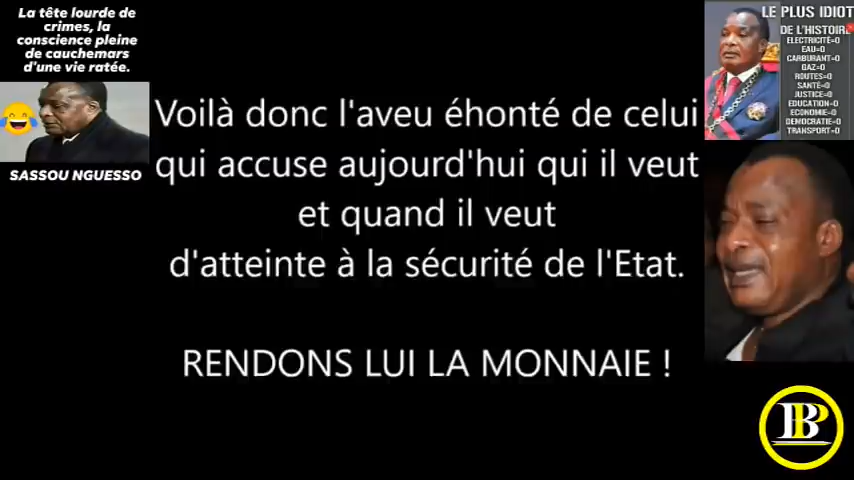 La tête lourde de
crimes, la
conscience pleine
de cauchemars
d'une vie ratée.
SASSOU NGUESSO
Voilà donc l'aveu éhonté de celui
qui accuse aujourd'hui qui il veut
et quand il veut
d'atteinte à la sécurité de l'Etat.
RENDONS LUI LA MONNAIE !
LE PLUS IDIOT
DE L'HISTOIRE
ELECTRICITÉ=0
EAU=0
CARBURANT=0
GAZ=0
ROUTES=0
SANTÉ=0
JUSTICE=0
EDUCATION=0
ECONOMIE=0
DÉMOCRATIE=0
TRANSPORT=0
BP